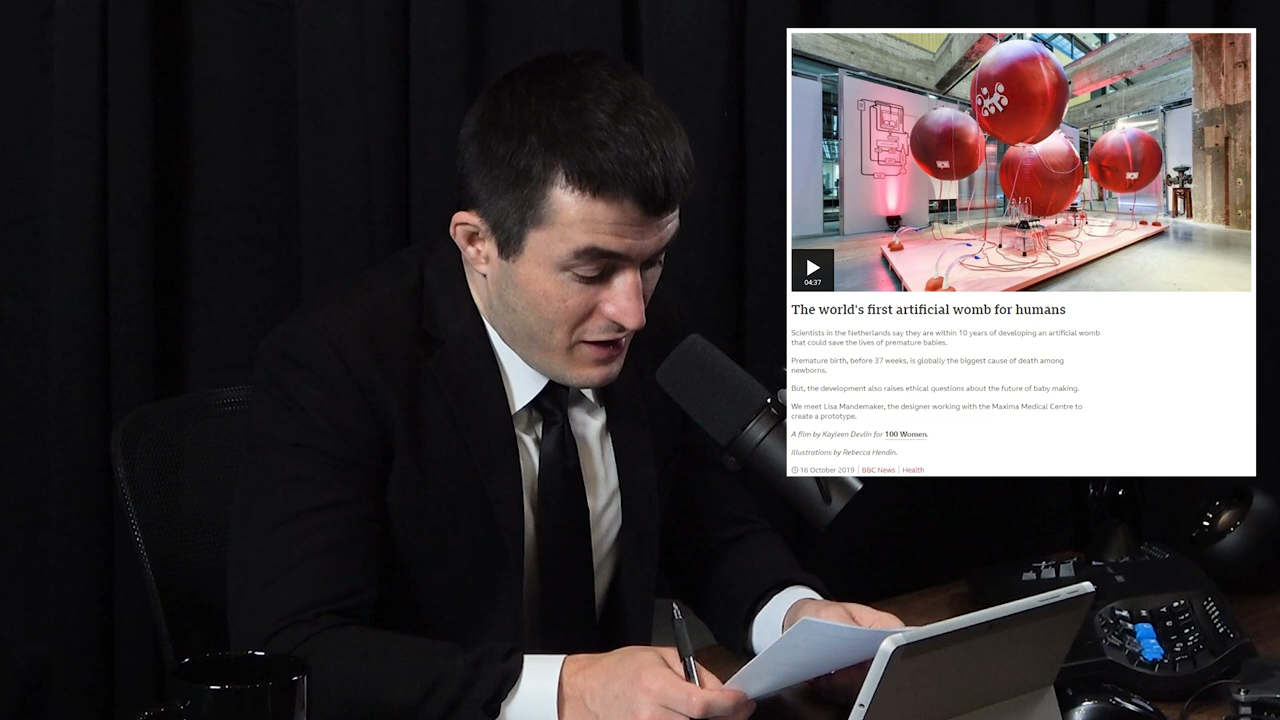 04:37
The world's first artificial womb for humans
Scientists in the Netherlands say they are within 10 years of developing an artificial womb
that could save the lives of premature babies.
Premature birth, before 37 weeks, is globally the biggest cause of death among
newborns.
But, the development also raises ethical questions about the future of baby making.
We meet Lisa Mandemaker, the designer working with the Maxima Medical Centre to
create a prototype.
A film by Kayleen Devlin for 100 Women.
Illustrations by Rebecca Hendin.
16 October 2019 | BBC News | Health